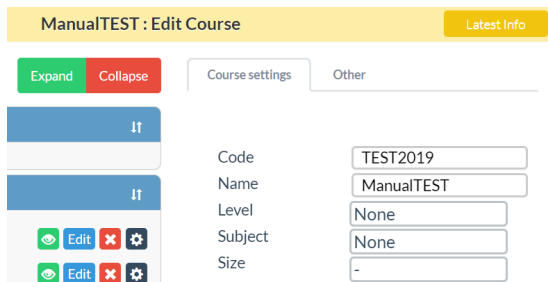 ManualTEST : Edit Course
Latest Info
Expand Collapse
Course settings Other
Code TEST2019
Name ManualTEST
Level None
Subject None
Size -
Edit
Edit